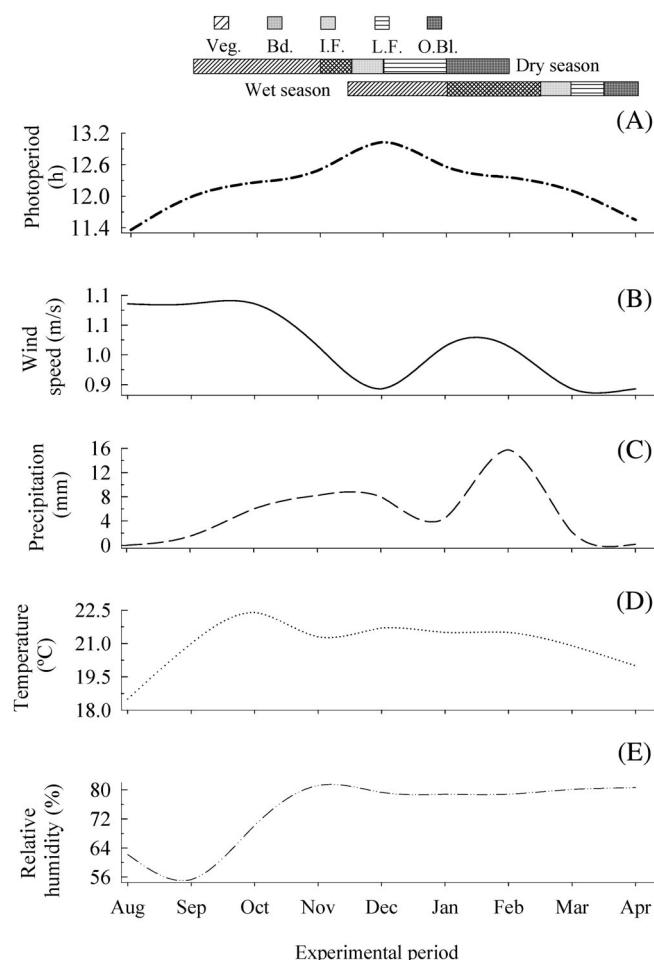 Veg. Bd. I.F. L.F. O.Bl.
Dry season
Wet season
(A)
Photoperiod
(h)
13.2
12.6
12.0
11.4
(B)
Wind
speed (m/s)
1.1
1.1
1.0
0.9
(C)
Precipitation
(mm)
16
12
8
4
0
(D)
Temperature
(ºC)
22.5
21.0
19.5
18.0
(E)
Relative
humidity (%)
80
72
64
56
Aug Sep Oct Nov Dec Jan Feb Mar Apr
Experimental period